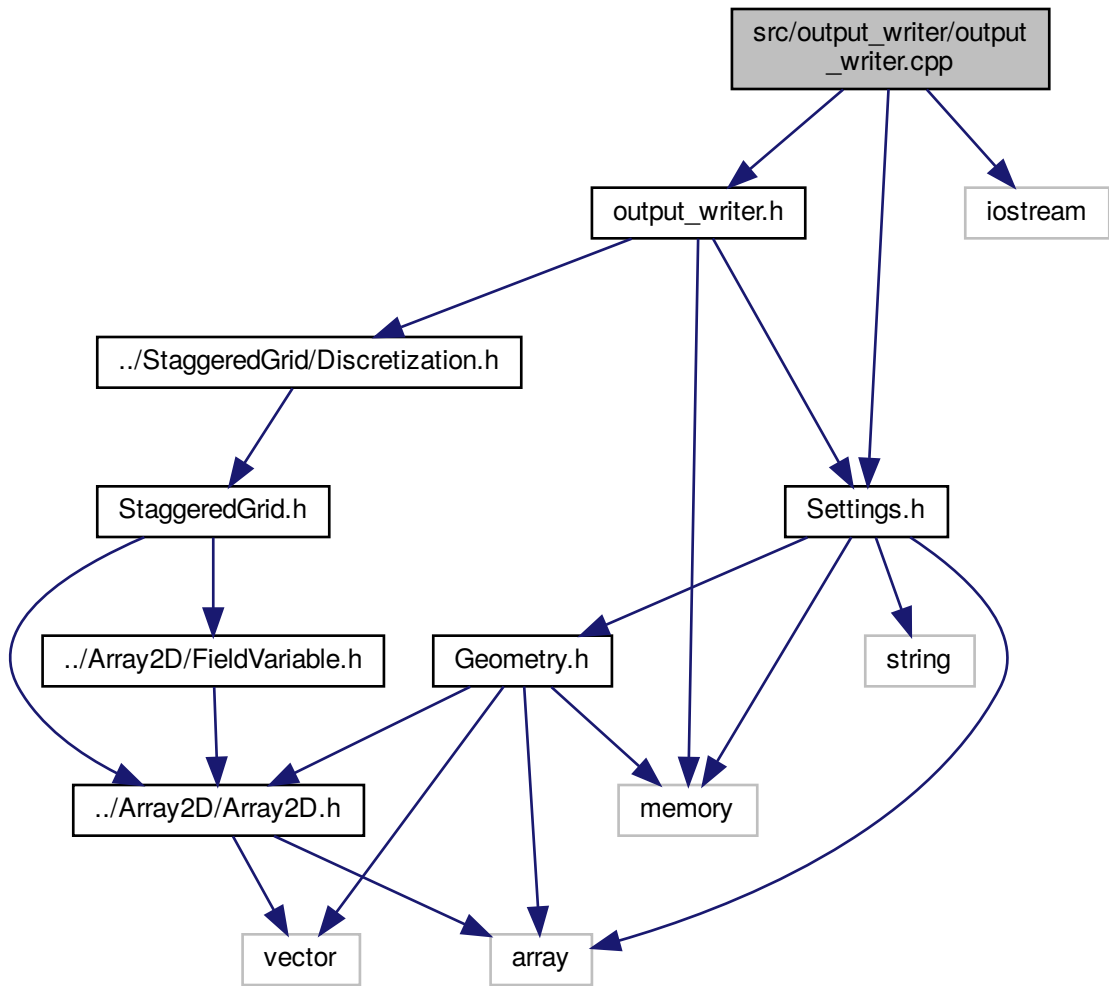 src/output_writer/output
_writer.cpp
output_writer.h
iostream
../StaggeredGrid/Discretization.h
StaggeredGrid.h
Settings.h
../Array2D/FieldVariable.h
Geometry.h
string
../Array2D/Array2D.h
memory
vector
array